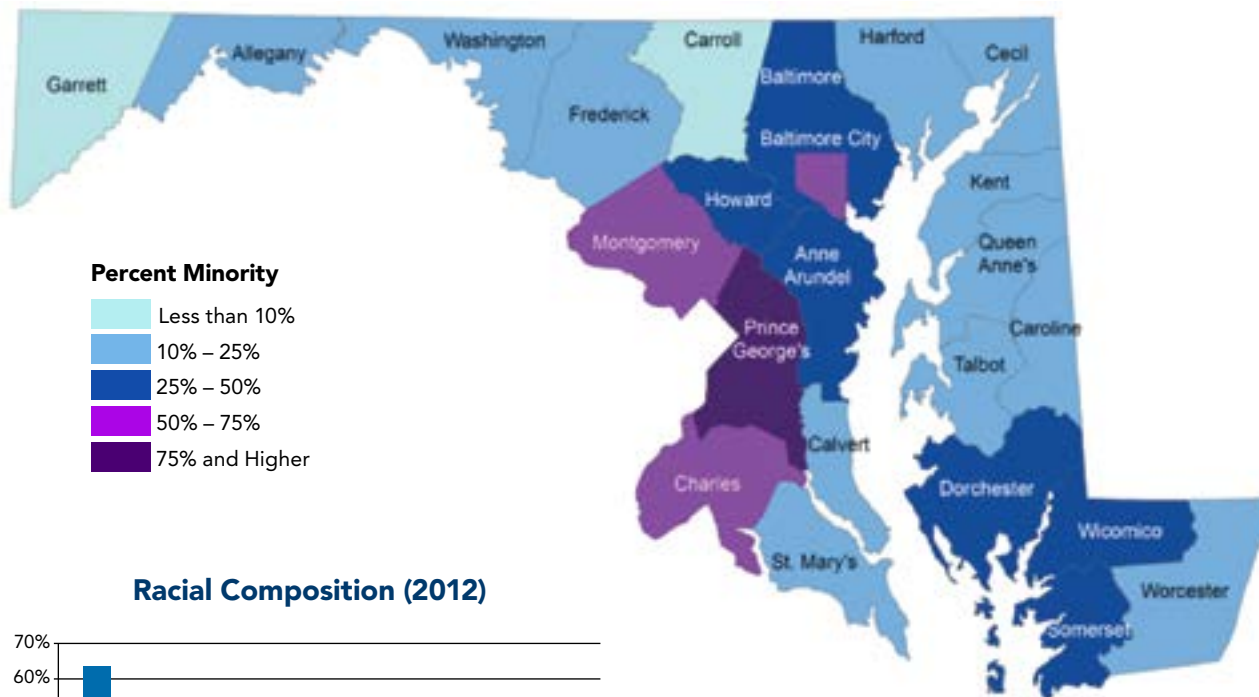 Garrett
Allegany
Washington
Frederick
Carroll
Baltimore
Harford
Cecil
Baltimore City
Howard
Kent
Montgomery
Anne
Arundel
Queen
Anne's
Prince
George's
Caroline
Talbot
Calvert
Charles
Dorchester
Wicomico
St. Mary's
Worcester
Somerset
Percent Minority
Less than 10%
10% – 25%
25% – 50%
50% – 75%
75% and Higher
Racial Composition (2012)
70%
60%